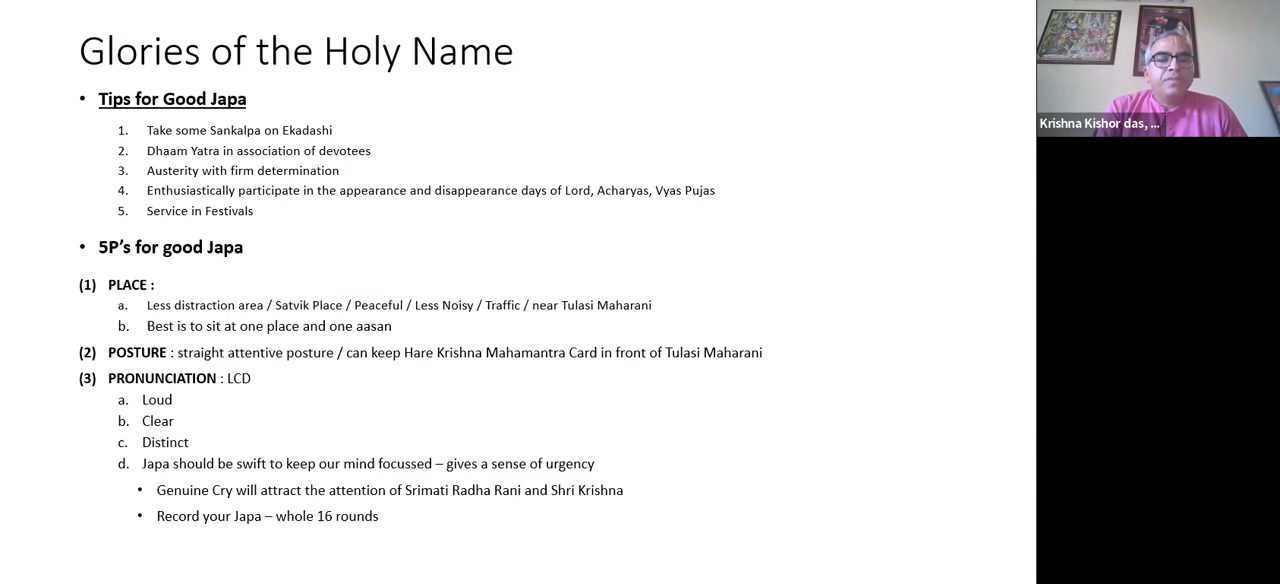 Glories of the Holy Name
• Tips for Good Japa
1. Take some Sankalpa on Ekadashi
2. Dhaam Yatra in association of devotees
3. Austerity with firm determination
4. Enthusiastically participate in the appearance and disappearance days of Lord, Acharyas, Vyas Pujas
5. Service in Festivals
• 5P’s for good Japa
(1) PLACE :
a. Less distraction area / Satvik Place / Peaceful / Less Noisy / Traffic / near Tulasi Maharani
b. Best is to sit at one place and one aasan
(2) POSTURE : straight attentive posture / can keep Hare Krishna Mahamantra Card in front of Tulasi Maharani
(3) PRONUNCIATION : LCD
a. Loud
b. Clear
c. Distinct
d. Japa should be swift to keep our mind focussed – gives a sense of urgency
• Genuine Cry will attract the attention of Srimati Radha Rani and Shri Krishna
• Record your Japa – whole 16 rounds
Krishna Kishor das, ...